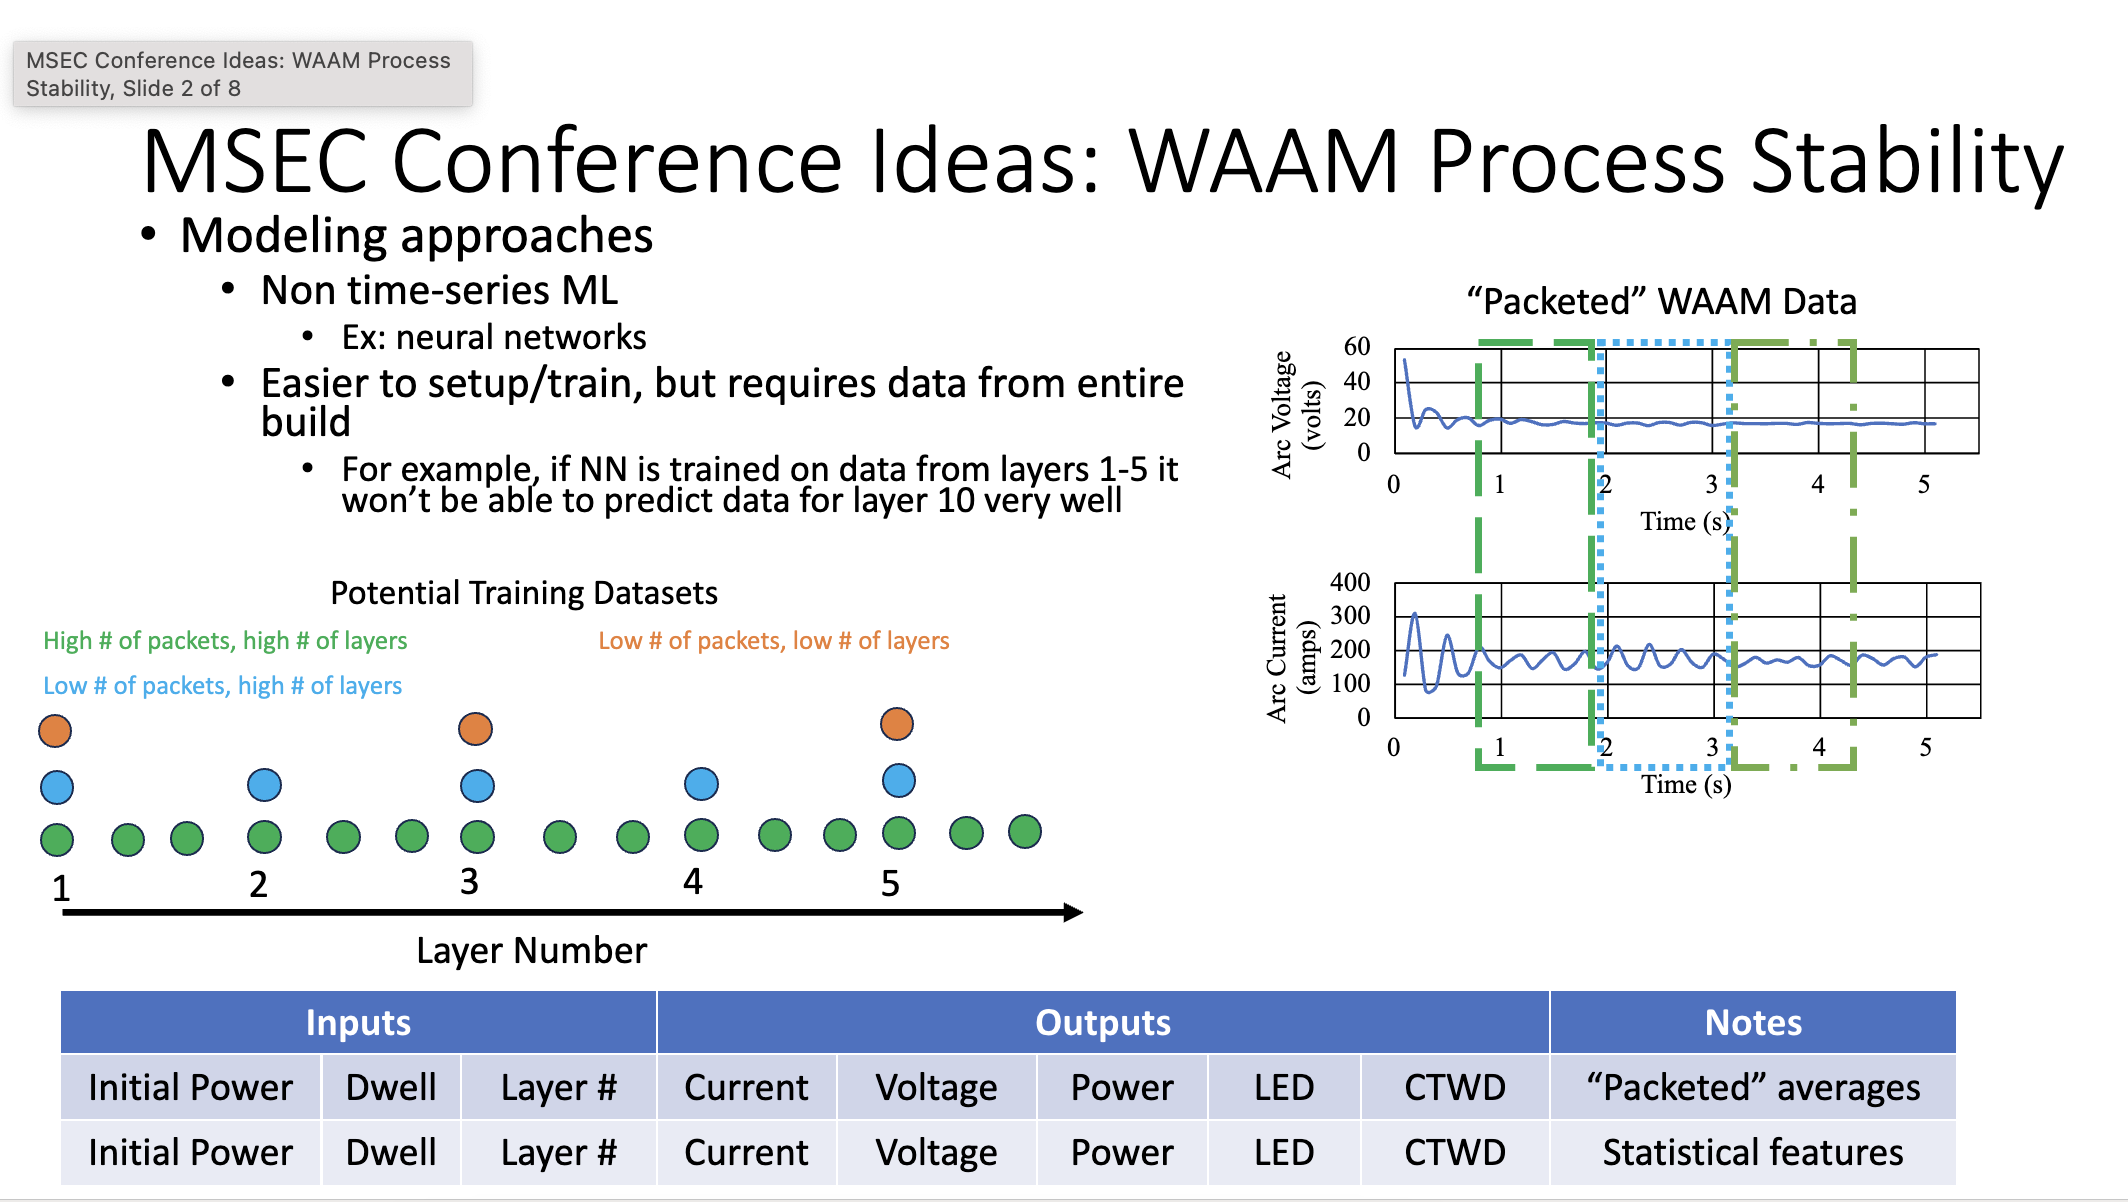 MSEC Conference Ideas: WAAM Process
Stability, Slide 2 of 8
MSEC Conference Ideas: WAAM Process Stability
• Modeling approaches
• Non time-series ML
• Ex: neural networks
• Easier to setup/train, but requires data from entire
build
• For example, if NN is trained on data from layers 1-5 it
won’t be able to predict data for layer 10 very well
“Packeted” WAAM Data
Arc Voltage
(volts)
60
40
20
0
0 1 2 3 4 5
Time (s)
Arc Current
(amps)
400
300
200
100
0
0 1 2 3 4 5
Time (s)
Potential Training Datasets
High # of packets, high # of layers
Low # of packets, low # of layers
Low # of packets, high # of layers
1 2 3 4 5
Layer Number
Inputs Outputs Notes
Initial Power Dwell Layer # Current Voltage Power LED CTWD “Packeted” averages
Initial Power Dwell Layer # Current Voltage Power LED CTWD Statistical features